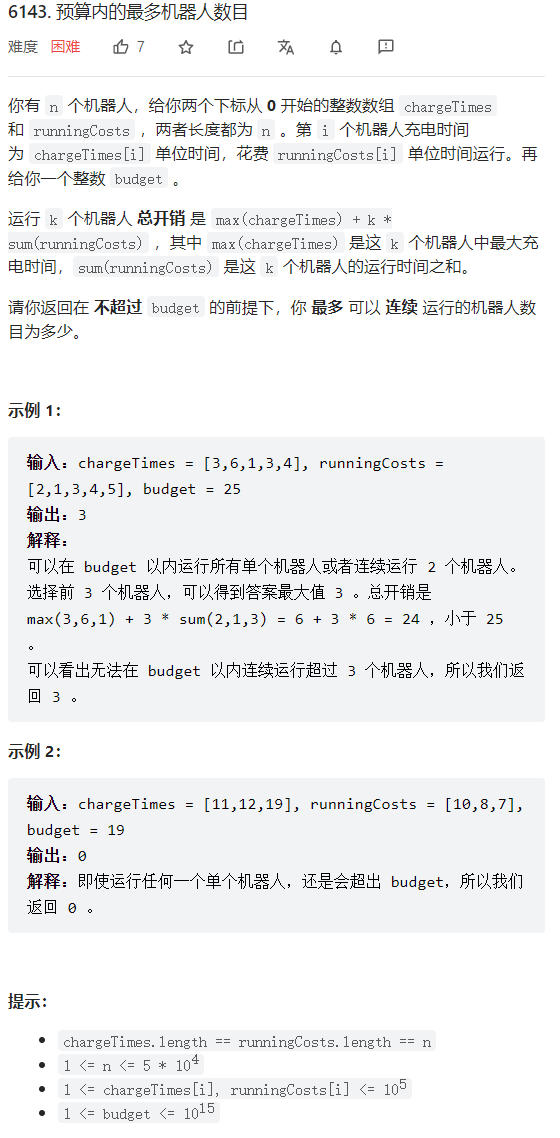 6143. 预算内的最多机器人数目
难度 困难 7
你有 n 个机器人，给你两个下标从 0 开始的整数数组 chargeTimes
和 runningCosts ，两者长度都为 n 。第 i 个机器人充电时间
为 chargeTimes[i] 单位时间，花费 runningCosts[i] 单位时间运行。再
给你一个整数 budget 。
运行 k 个机器人 总开销 是 max(chargeTimes) + k *
sum(runningCosts) ，其中 max(chargeTimes) 是这 k 个机器人中最大充
电时间，sum(runningCosts) 是这 k 个机器人的运行时间之和。
请你返回在 不超过 budget 的前提下，你 最多 可以 连续 运行的机器人数
目为多少。
示例 1：
输入：chargeTimes = [3,6,1,3,4], runningCosts =
[2,1,3,4,5], budget = 25
输出：3
解释：
可以在 budget 以内运行所有单个机器人或者连续运行 2 个机器人。
选择前 3 个机器人，可以得到答案最大值 3 。总开销是
max(3,6,1) + 3 * sum(2,1,3) = 6 + 3 * 6 = 24 ，小于 25
。
可以看出无法在 budget 以内连续运行超过 3 个机器人，所以我们返
回 3 。
示例 2：
输入：chargeTimes = [11,12,19], runningCosts = [10,8,7],
budget = 19
输出：0
解释：即使运行任何一个单个机器人，还是会超出 budget，所以我们
返回 0 。
提示：
chargeTimes.length == runningCosts.length == n
1 <= n <= 5 * 10⁴
1 <= chargeTimes[i], runningCosts[i] <= 10⁵
1 <= budget <= 10¹⁵